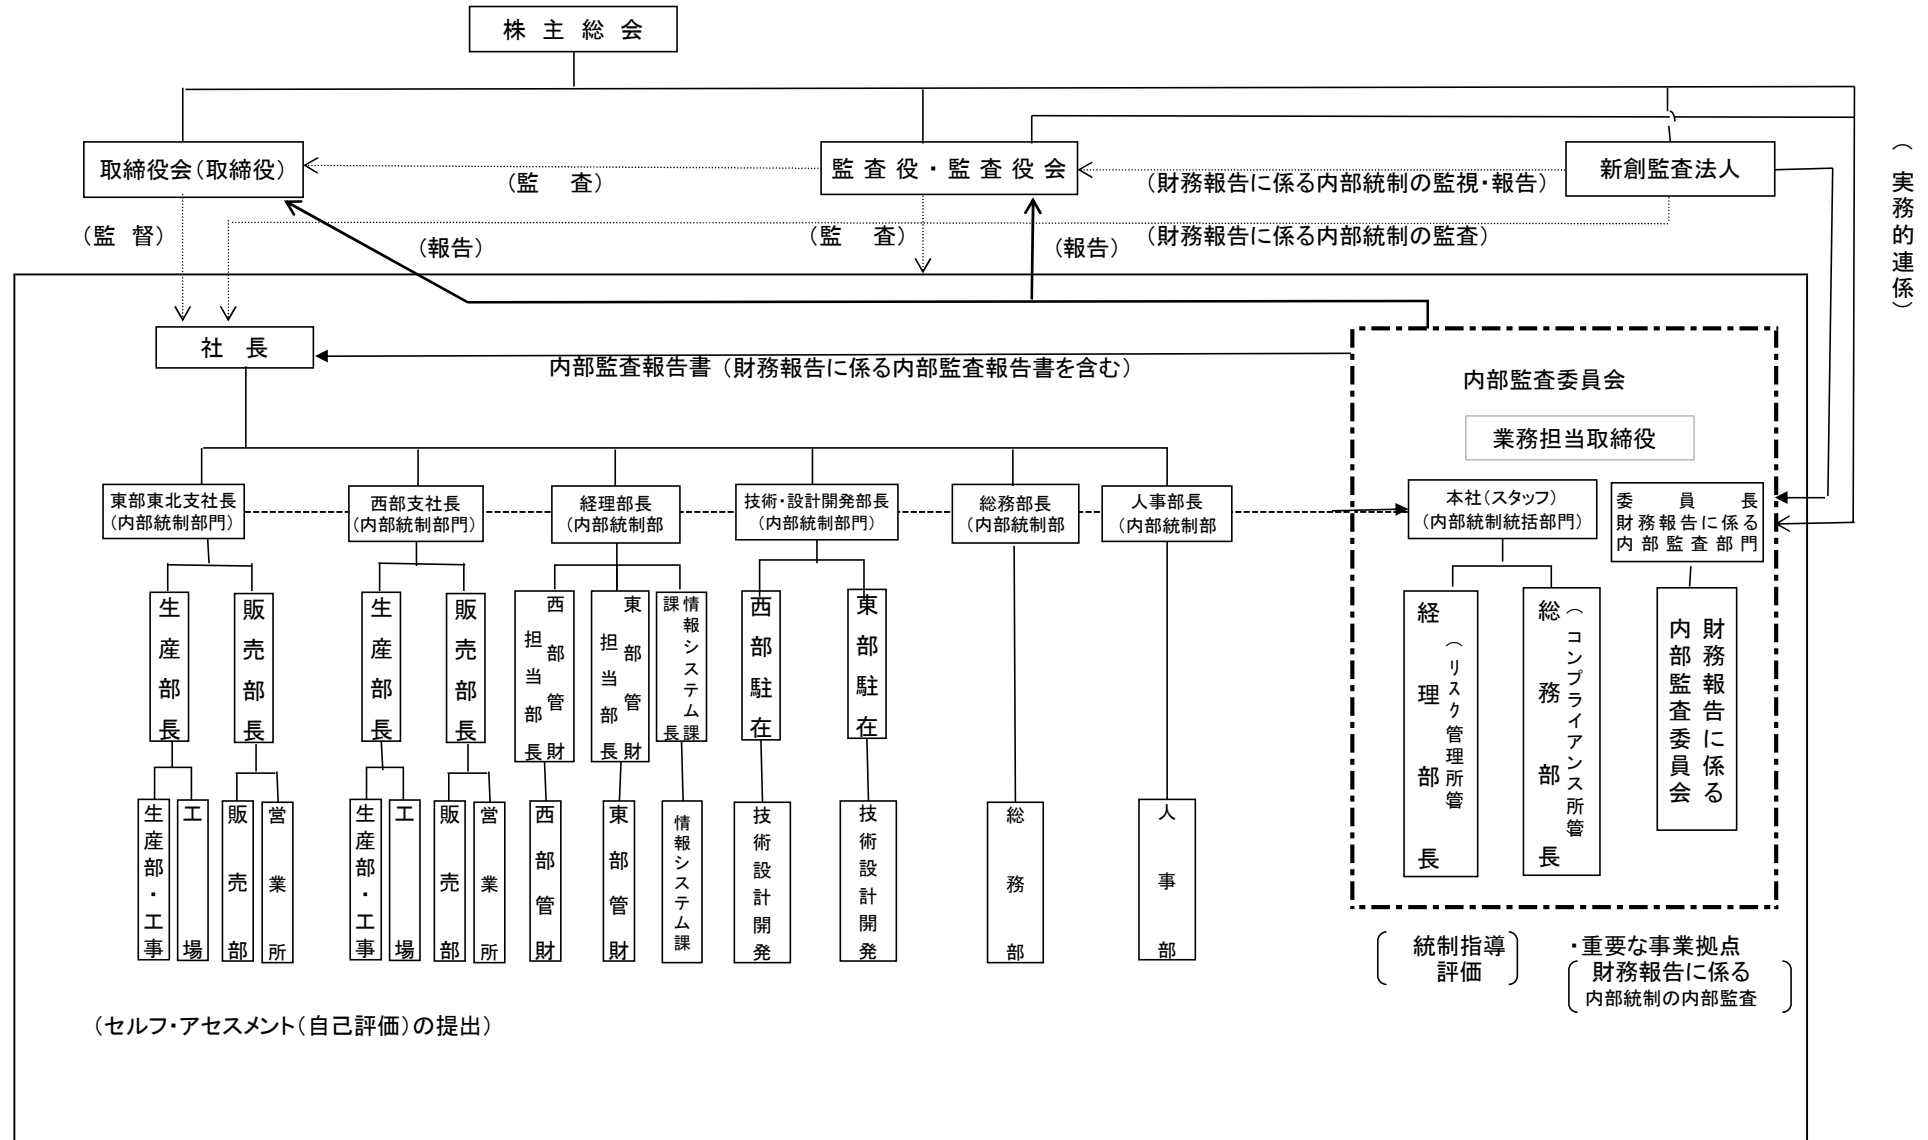 株主総会
取締役会（取締役）
監査役・監査役会
新創監査法人
（監　査）
（財務報告に係る内部統制の監視・報告）
（実務的連係）
（監 督）
（報告）
（監　査）
（報告）
（財務報告に係る内部統制の監査）
社長
内部監査報告書（財務報告に係る内部監査報告書を含む）
内部監査委員会
業務担当取締役
東部東北支社長
（内部統制部門）
西部支社長
（内部統制部門）
経理部長
（内部統制部
技術・設計開発部長
（内部統制部門）
総務部長
（内部統制部
人事部長
（内部統制部
本社（スタッフ）
（内部統制統括部門）
委員長
財務報告に係る
内部監査部門
生産部長
販売部長
生産部長
販売部長
西部管財
担当部長
東部管財
担当部長
情報システム課
課長
西部駐在
東部駐在
経理部長
（リスク管理所管
総務部長
（コンプライアンス所管
財務報告に係る
内部監査委員会
生産部・工事
工場
販売部
営業所
生産部・工事
工場
販売部
営業所
西部管財
東部管財
情報システム課
技術設計開発
技術設計開発
総務部
人事部
統制指導
評価
・重要な事業拠点
財務報告に係る
内部統制の内部監査
（セルフ・アセスメント（自己評価）の提出）